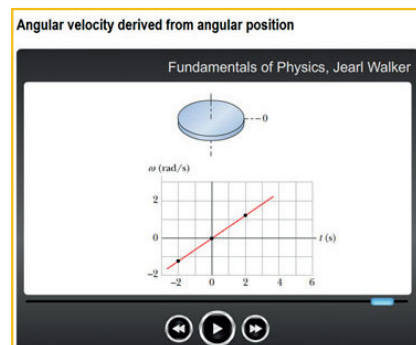 Angular velocity derived from angular position
Fundamentals of Physics, Jearl Walker
0
ω (rad/s)
2
0
t (s)
−2
−2 0 2 4 6